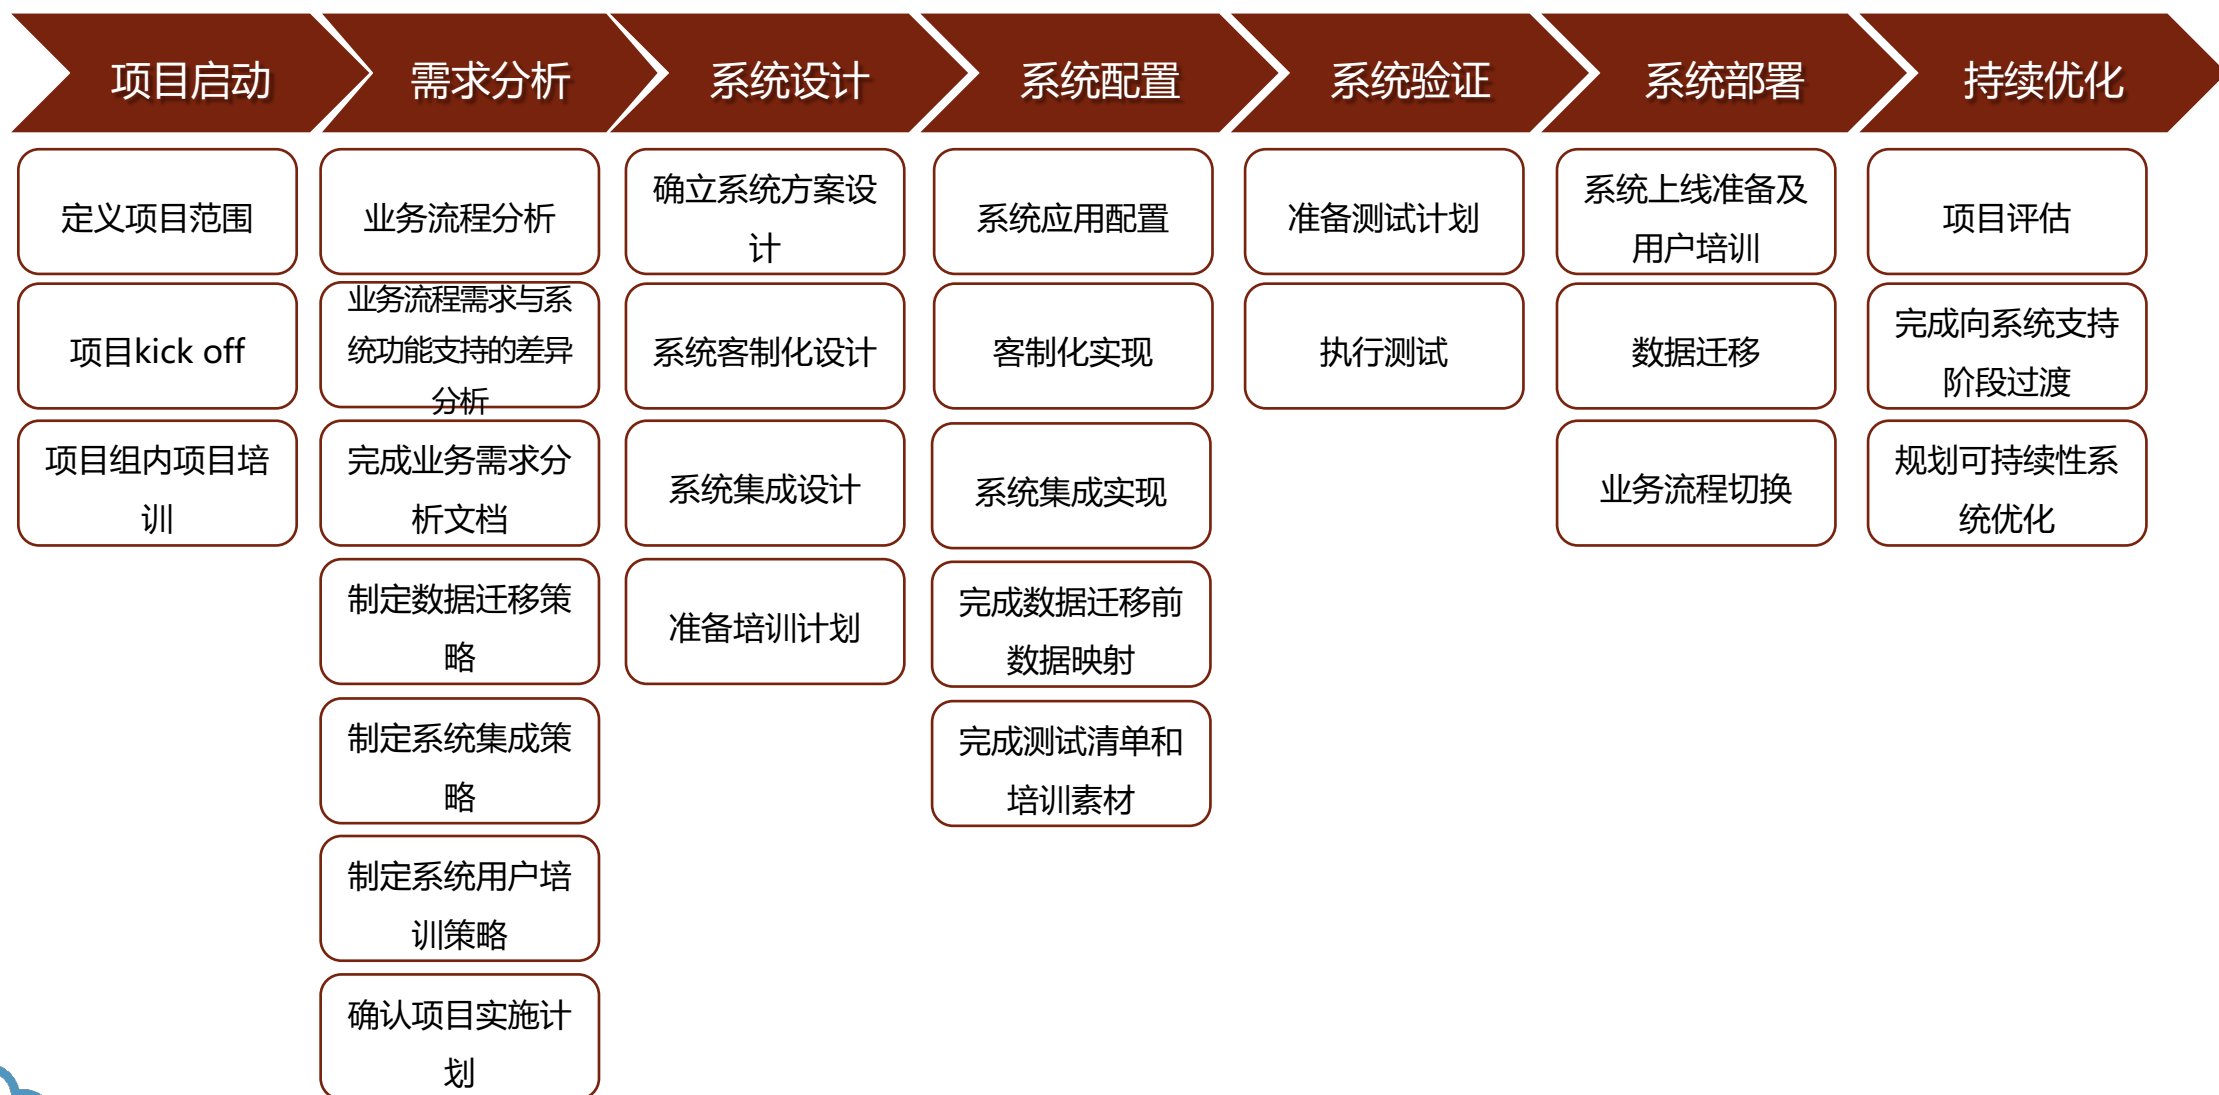 项目启动
需求分析
系统设计
系统配置
系统验证
系统部署
持续优化
定义项目范围
项目kick off
项目组内项目培
训
业务流程分析
业务流程需求与系
统功能支持的差异
分析
完成业务需求分
析文档
制定数据迁移策
略
制定系统集成策
略
制定系统用户培
训策略
确认项目实施计
划
确立系统方案设
计
系统客制化设计
系统集成设计
准备培训计划
系统应用配置
客制化实现
系统集成实现
完成数据迁移前
数据映射
完成测试清单和
培训素材
准备测试计划
执行测试
系统上线准备及
用户培训
数据迁移
业务流程切换
项目评估
完成向系统支持
阶段过渡
规划可持续性系
统优化